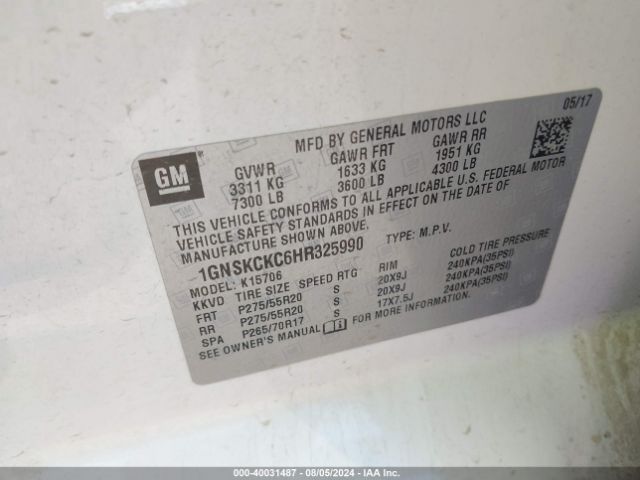 05/17
MFD BY GENERAL MOTORS LLC
GM
GVWR GAWR FRT GAWR RR
3311 KG 1633 KG 1951 KG
7300 LB 3600 LB 4300 LB
THIS VEHICLE CONFORMS TO ALL APPLICABLE U.S. FEDERAL MOTOR
VEHICLE SAFETY STANDARDS IN EFFECT ON THE DATE OF
MANUFACTURE SHOWN ABOVE.
1GNSKCKC6HR325990 TYPE: M.P.V.
MODEL: K15706
KKVD TIRE SIZE SPEED RTG RIM COLD TIRE PRESSURE
FRT P275/55R20 S 20X9J 240KPA(35PSI)
RR P275/55R20 S 20X9J 240KPA(35PSI)
SPA P265/70R17 S 17X7.5J 240KPA(35PSI)
SEE OWNER'S MANUAL FOR MORE INFORMATION.
000-40031487 - 08/05/2024 - IAA Inc.